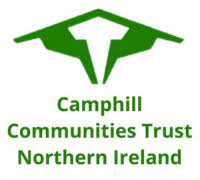 Camphill
Communities Trust
Northern Ireland